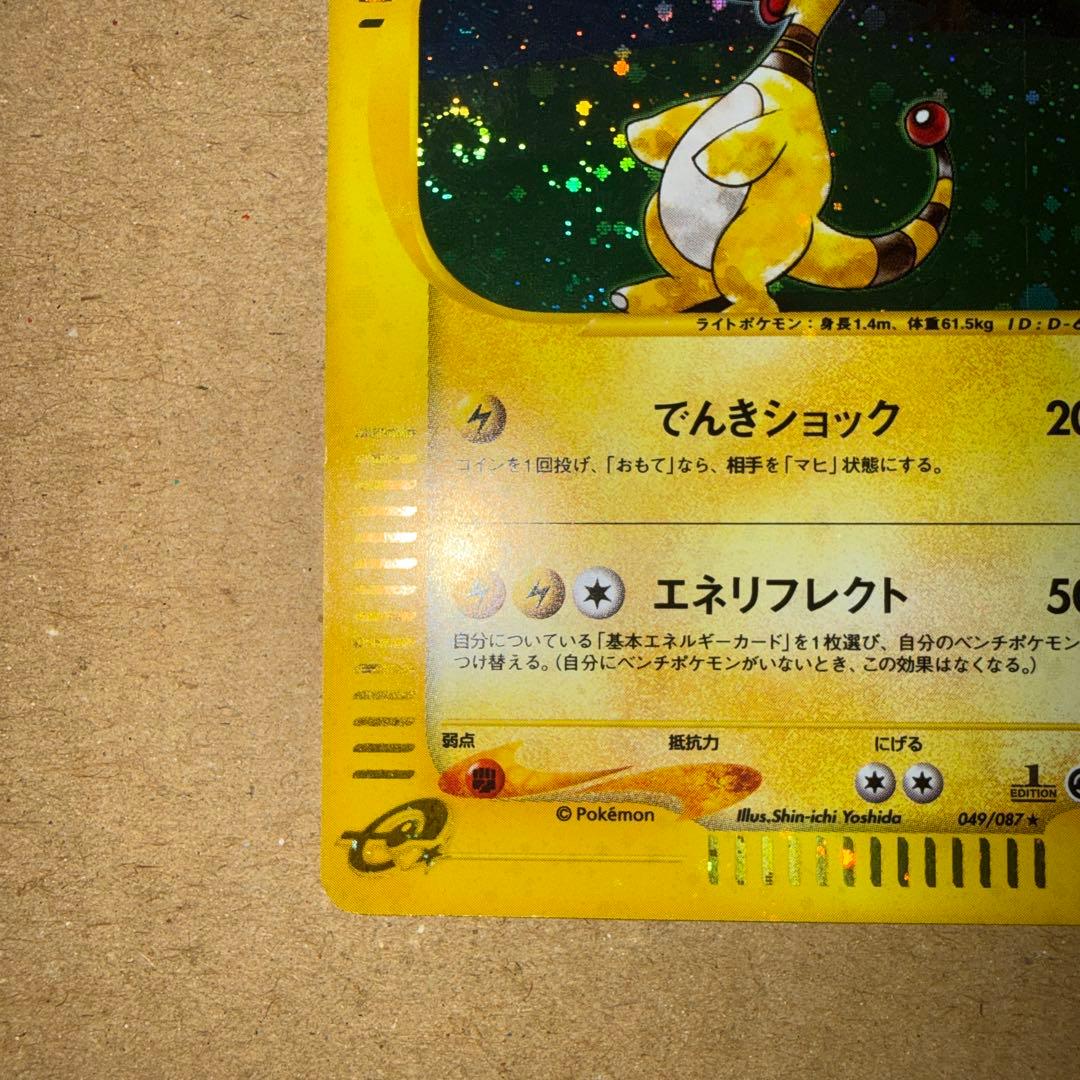 ライトポケモン：身長1.4m、体重61.5kg ID：D-
でんきショック 20
コインを1回投げ、「おもて」なら、相手を「マヒ」状態にする。
エネリフレクト 50
自分についている「基本エネルギーカード」を1枚選び、自分のベンチポケモン
つけ替える。（自分にベンチポケモンがいないとき、この効果はなくなる。）
弱点 抵抗力 にげる
1
EDITION
© Pokémon Illus.Shin-ichi Yoshida 049/087★
e